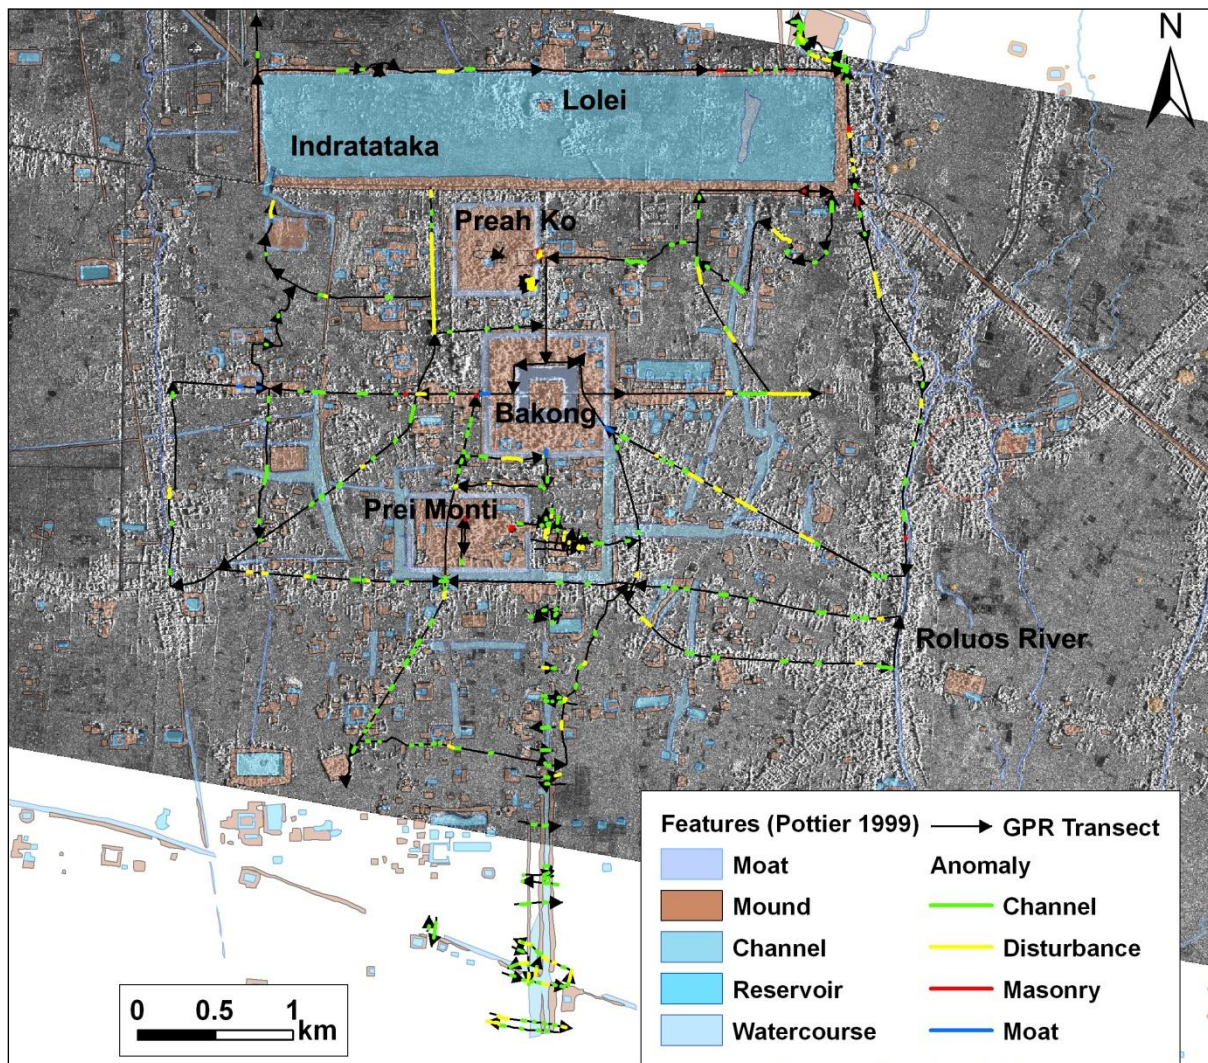 N
Lolei
Indratataka
Preah Ko
Bakong
Prei Monti
Roluos River
Features (Pottier 1999)
Moat
Mound
Channel
Reservoir
Watercourse
GPR Transect
Anomaly
Channel
Disturbance
Masonry
Moat
0 0.5 1
km